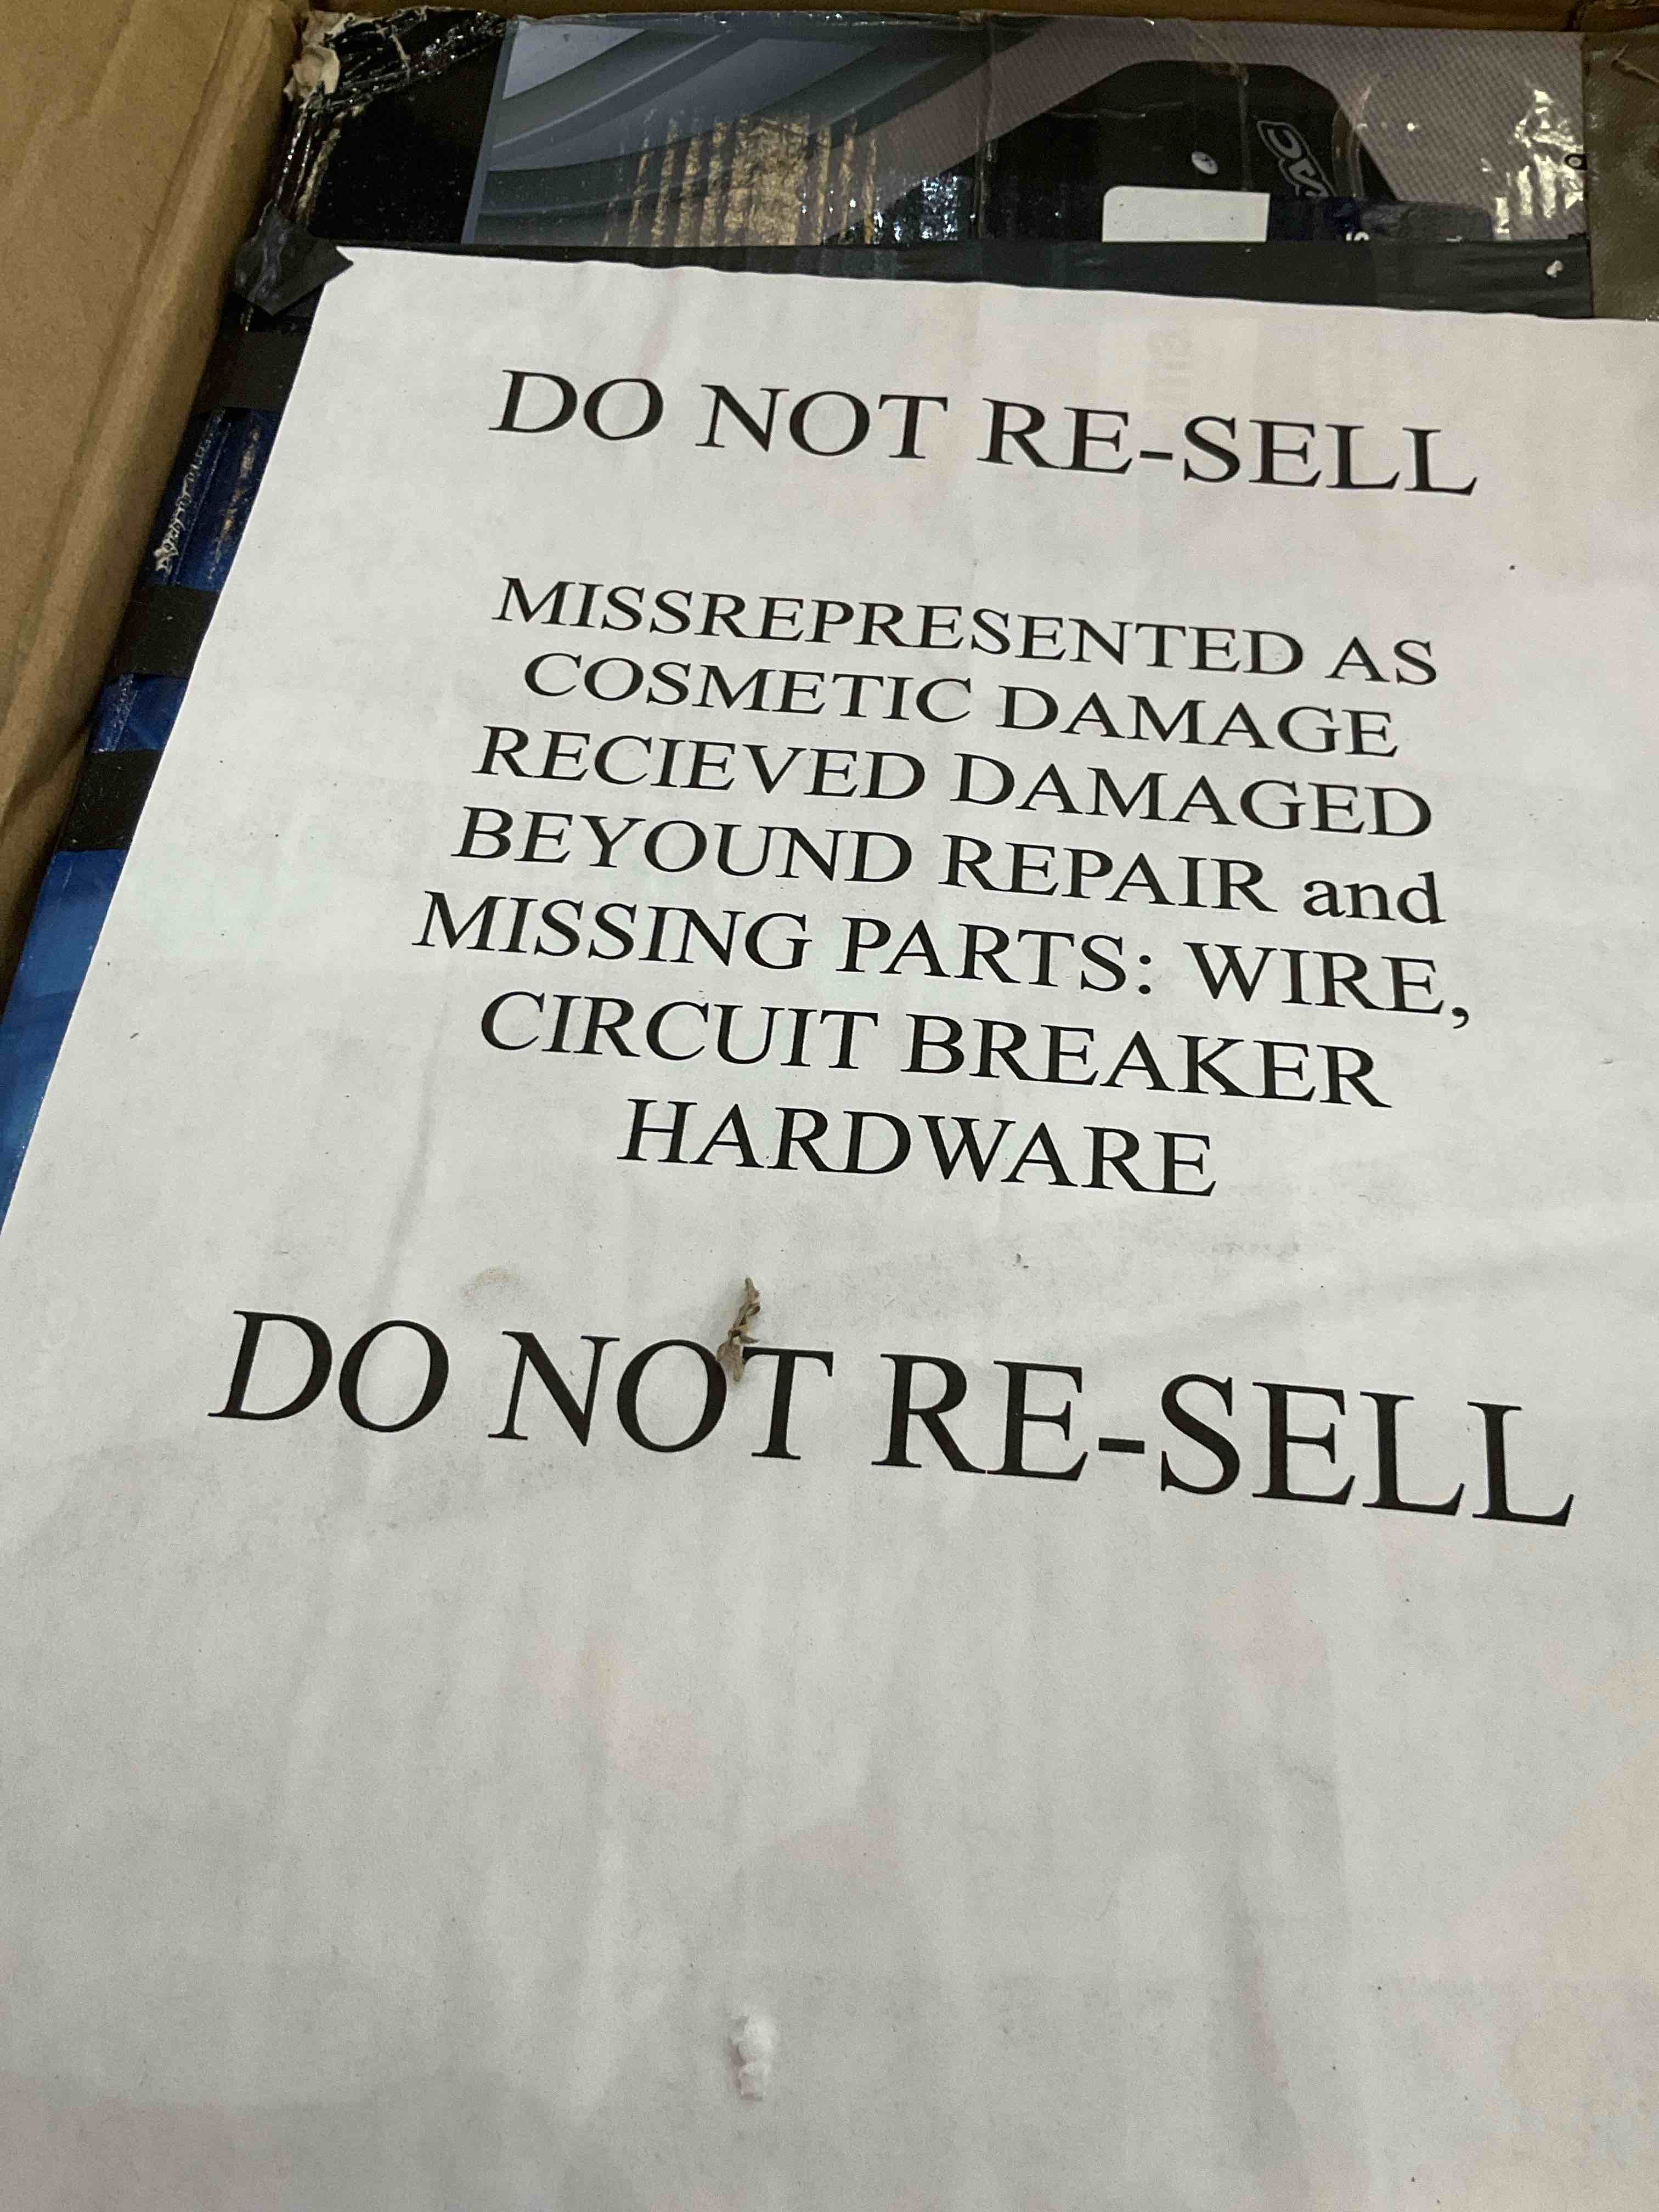 DO NOT RE-SELL
MISSREPRESENTED AS
COSMETIC DAMAGE
RECIEVED DAMAGED
BEYOUND REPAIR and
MISSING PARTS: WIRE,
CIRCUIT BREAKER
HARDWARE
DO NOT RE-SELL